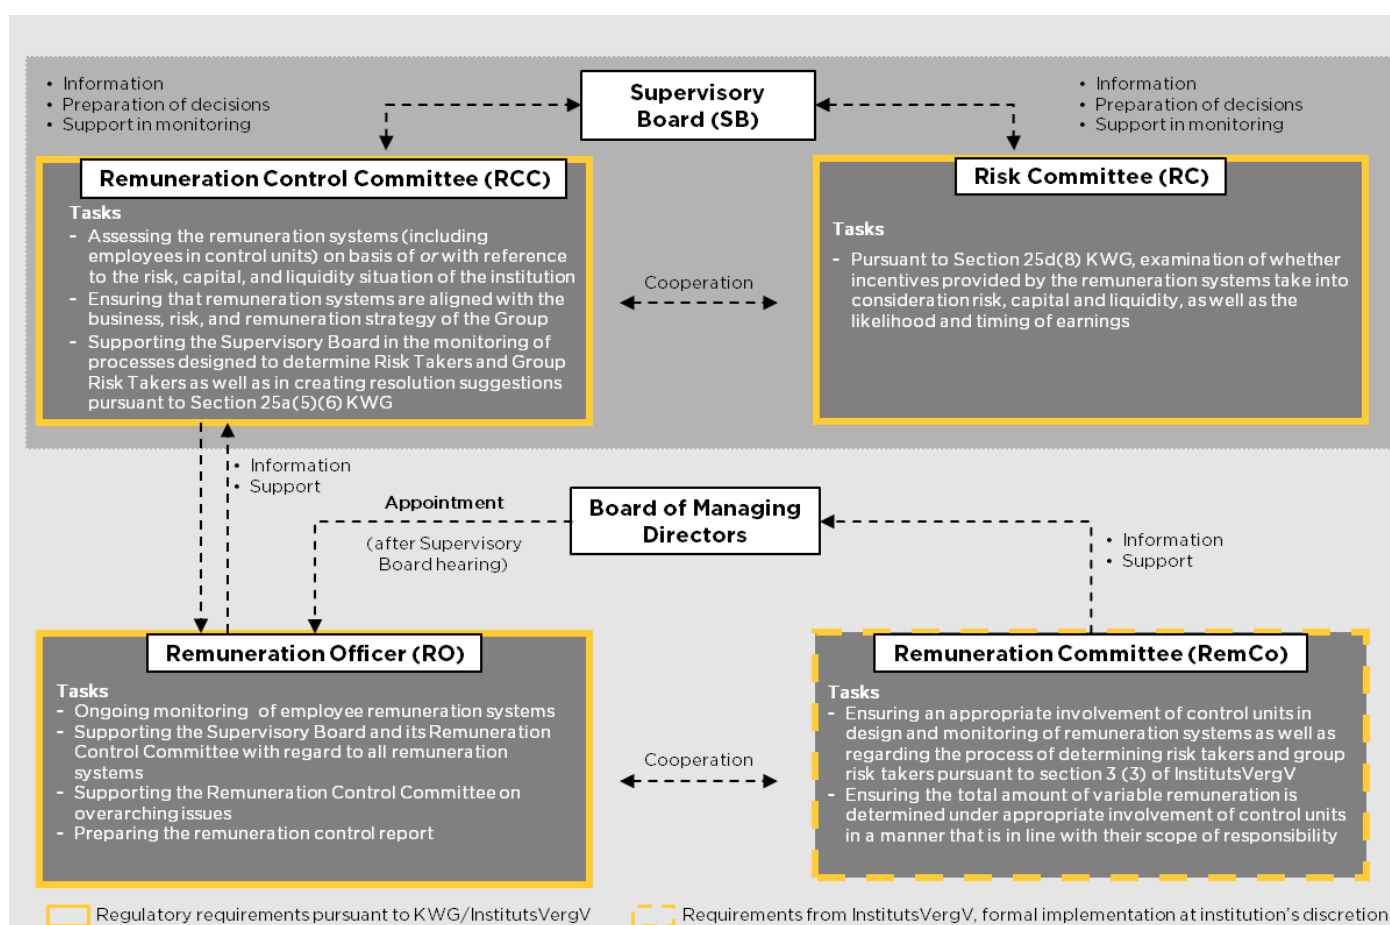 • Information
• Preparation of decisions
• Support in monitoring
Supervisory
Board (SB)
• Information
• Preparation of decisions
• Support in monitoring
Remuneration Control Committee (RCC)
Tasks
- Assessing the remuneration systems (including
employees in control units) on basis of or with reference
to the risk, capital, and liquidity situation of the institution
- Ensuring that remuneration systems are aligned with the
business, risk, and remuneration strategy of the Group
- Supporting the Supervisory Board in the monitoring of
processes designed to determine Risk Takers and Group
Risk Takers as well as in creating resolution suggestions
pursuant to Section 25a(5)(6) KWG
Cooperation
Risk Committee (RC)
Tasks
- Pursuant to Section 25d(8) KWG, examination of whether
incentives provided by the remuneration systems take into
consideration risk, capital and liquidity, as well as the
likelihood and timing of earnings
• Information
• Support
Appointment
(after Supervisory
Board hearing)
Board of Managing
Directors
• Information
• Support
Remuneration Officer (RO)
Tasks
- Ongoing monitoring of employee remuneration systems
- Supporting the Supervisory Board and its Remuneration
Control Committee with regard to all remuneration
systems
- Supporting the Remuneration Control Committee on
overarching issues
- Preparing the remuneration control report
Cooperation
Remuneration Committee (RemCo)
Tasks
- Ensuring an appropriate involvement of control units in
design and monitoring of remuneration systems as well as
regarding the process of determining risk takers and group
risk takers pursuant to section 3 (3) of InstitutsVergV
- Ensuring the total amount of variable remuneration is
determined under appropriate involvement of control units
in a manner that is in line with their scope of responsibility
Regulatory requirements pursuant to KWG/InstitutsVergV
Requirements from InstitutsVergV, formal implementation at institution's discretion